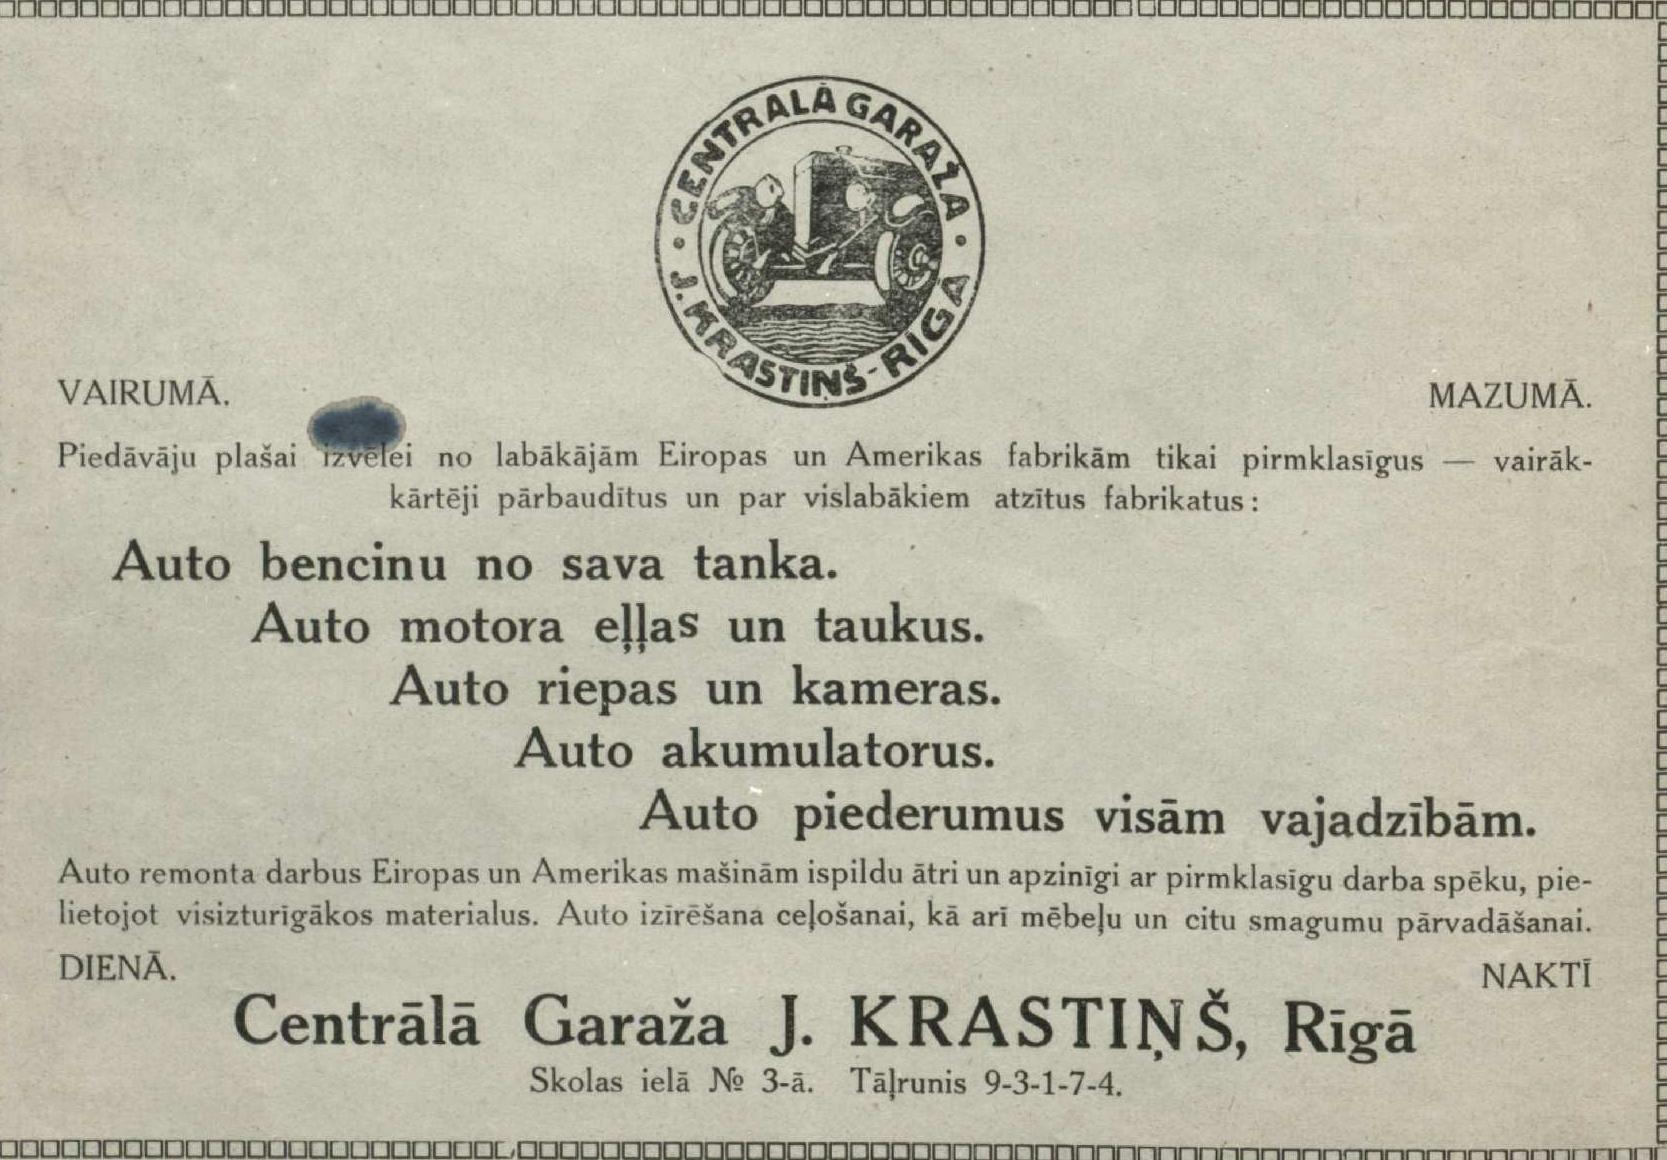 CENTRALĀ GARAŽA
J. KRASTIŅŠ - RIGĀ
VAIRUMĀ.
MAZUMĀ.
Piedāvāju plašai izvēlei no labākājām Eiropas un Amerikas fabrikām tikai pirmklasīgus — vairāk-
kārtēji pārbaudītus un par vislabākiem atzītus fabrikatus:
Auto bencinu no sava tanka.
Auto motora eļļas un taukus.
Auto riepas un kameras.
Auto akumulatorus.
Auto piederumus visām vajadzībām.
Auto remonta darbus Eiropas un Amerikas mašinām ispildu ātri un apzinīgi ar pirmklasīgu darba spēku, pie-
lietojot visizturīgākos materialus. Auto izīrēšana ceļošanai, kā arī mēbeļu un citu smagumu pārvadāšanai.
DIENĀ.
NAKTĪ
Centrālā Garaža J. KRASTIŅŠ, Rīgā
Skolas ielā № 3-ā. Tāļrunis 9-3-1-7-4.